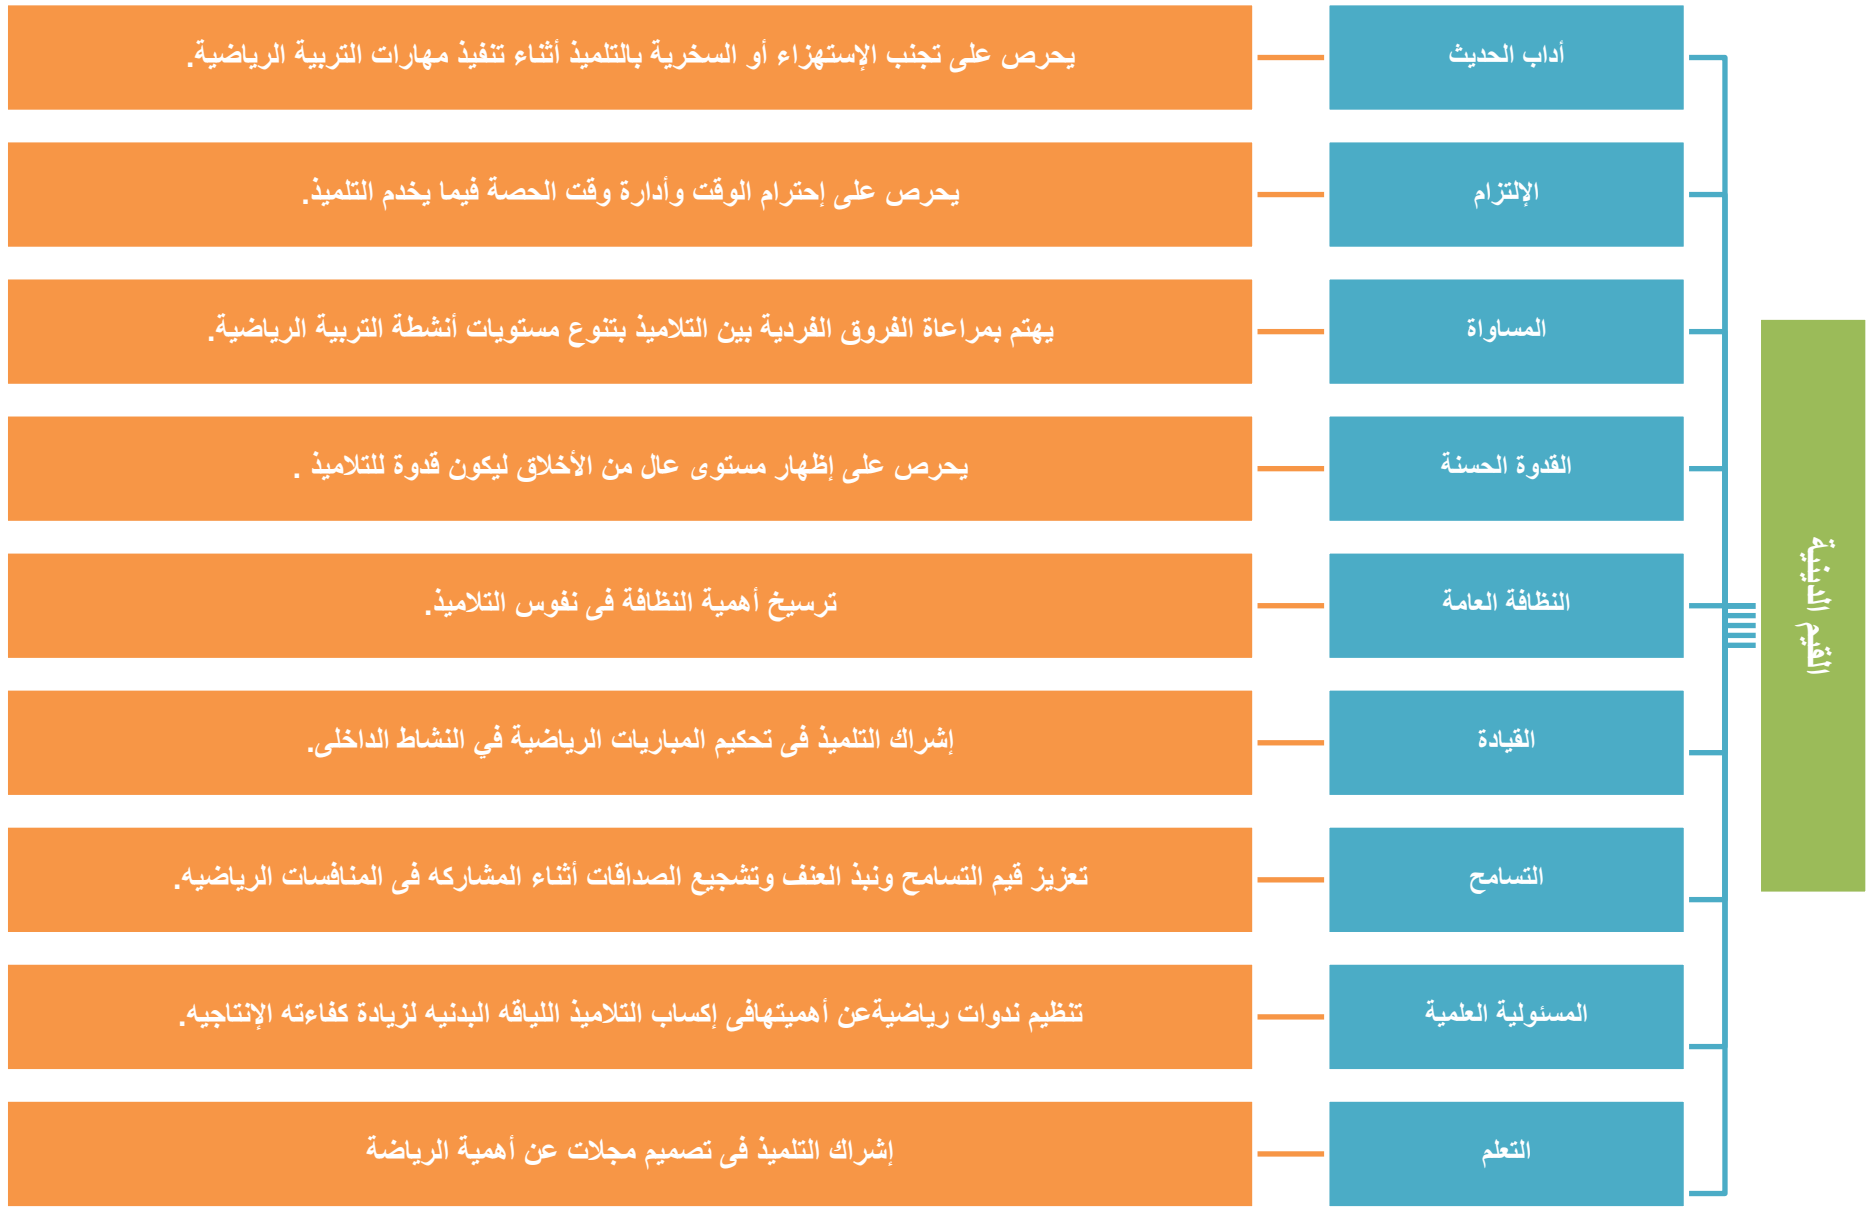 القيم الدينية
أداب الحديث
يحرص على تجنب الإستهزاء أو السخرية بالتلميذ أثناء تنفيذ مهارات التربية الرياضية.
الإلتزام
يحرص على إحترام الوقت وأدارة وقت الحصة فيما يخدم التلميذ.
المساواة
يهتم بمراعاة الفروق الفردية بين التلاميذ بتنوع مستويات أنشطة التربية الرياضية.
القدوة الحسنة
يحرص على إظهار مستوى عال من الأخلاق ليكون قدوة للتلاميذ .
النظافة العامة
ترسيخ أهمية النظافة فى نفوس التلاميذ.
القيادة
إشراك التلميذ فى تحكيم المباريات الرياضية في النشاط الداخلى.
التسامح
تعزيز قيم التسامح ونبذ العنف وتشجيع الصداقات أثناء المشاركه فى المنافسات الرياضيه.
المسئولية العلمية
تنظيم ندوات رياضيةعن أهميتهافى إكساب التلاميذ اللياقه البدنيه لزيادة كفاءته الإنتاجيه.
التعلم
إشراك التلميذ فى تصميم مجلات عن أهمية الرياضة